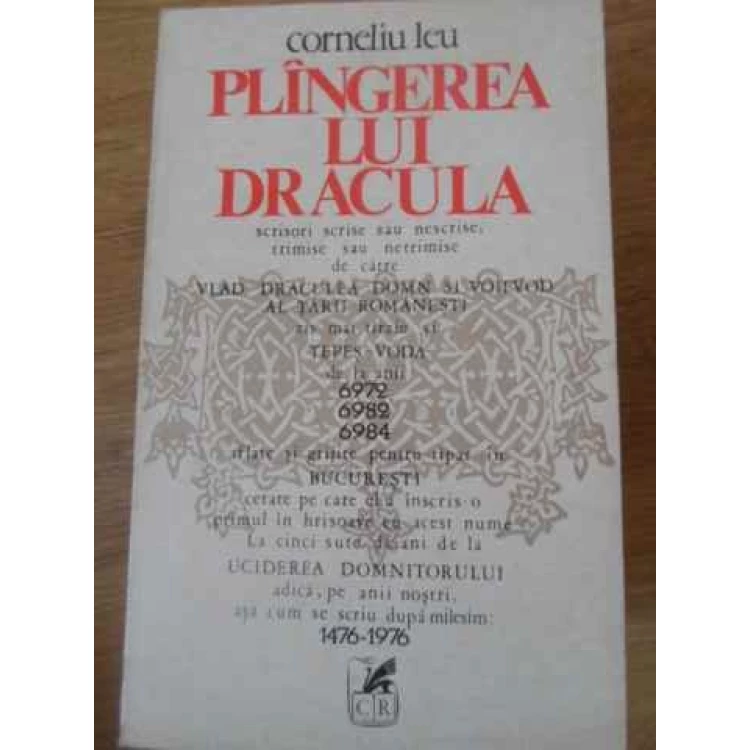 corneliu leu
PLÎNGEREA
LUI
DRACULA
scrisori scrise sau nescrise,
trimise sau netrimise
de către
VLAD DRACULEA DOMN ȘI VOIEVOD
AL ȚĂRII ROMÂNEȘTI
zis mai tîrziu și
ȚEPEȘ-VODĂ
de la anii
6972
6982
6984
aflate și grijite pentru tipar în
BUCUREȘTI
cetate pe care el a înscris-o
primul în hrisoave cu acest nume
La cinci sute de ani de la
UCIDEREA DOMNITORULUI
adică, pe anii noștri,
așa cum se scriu după milesim:
1476-1976
CR